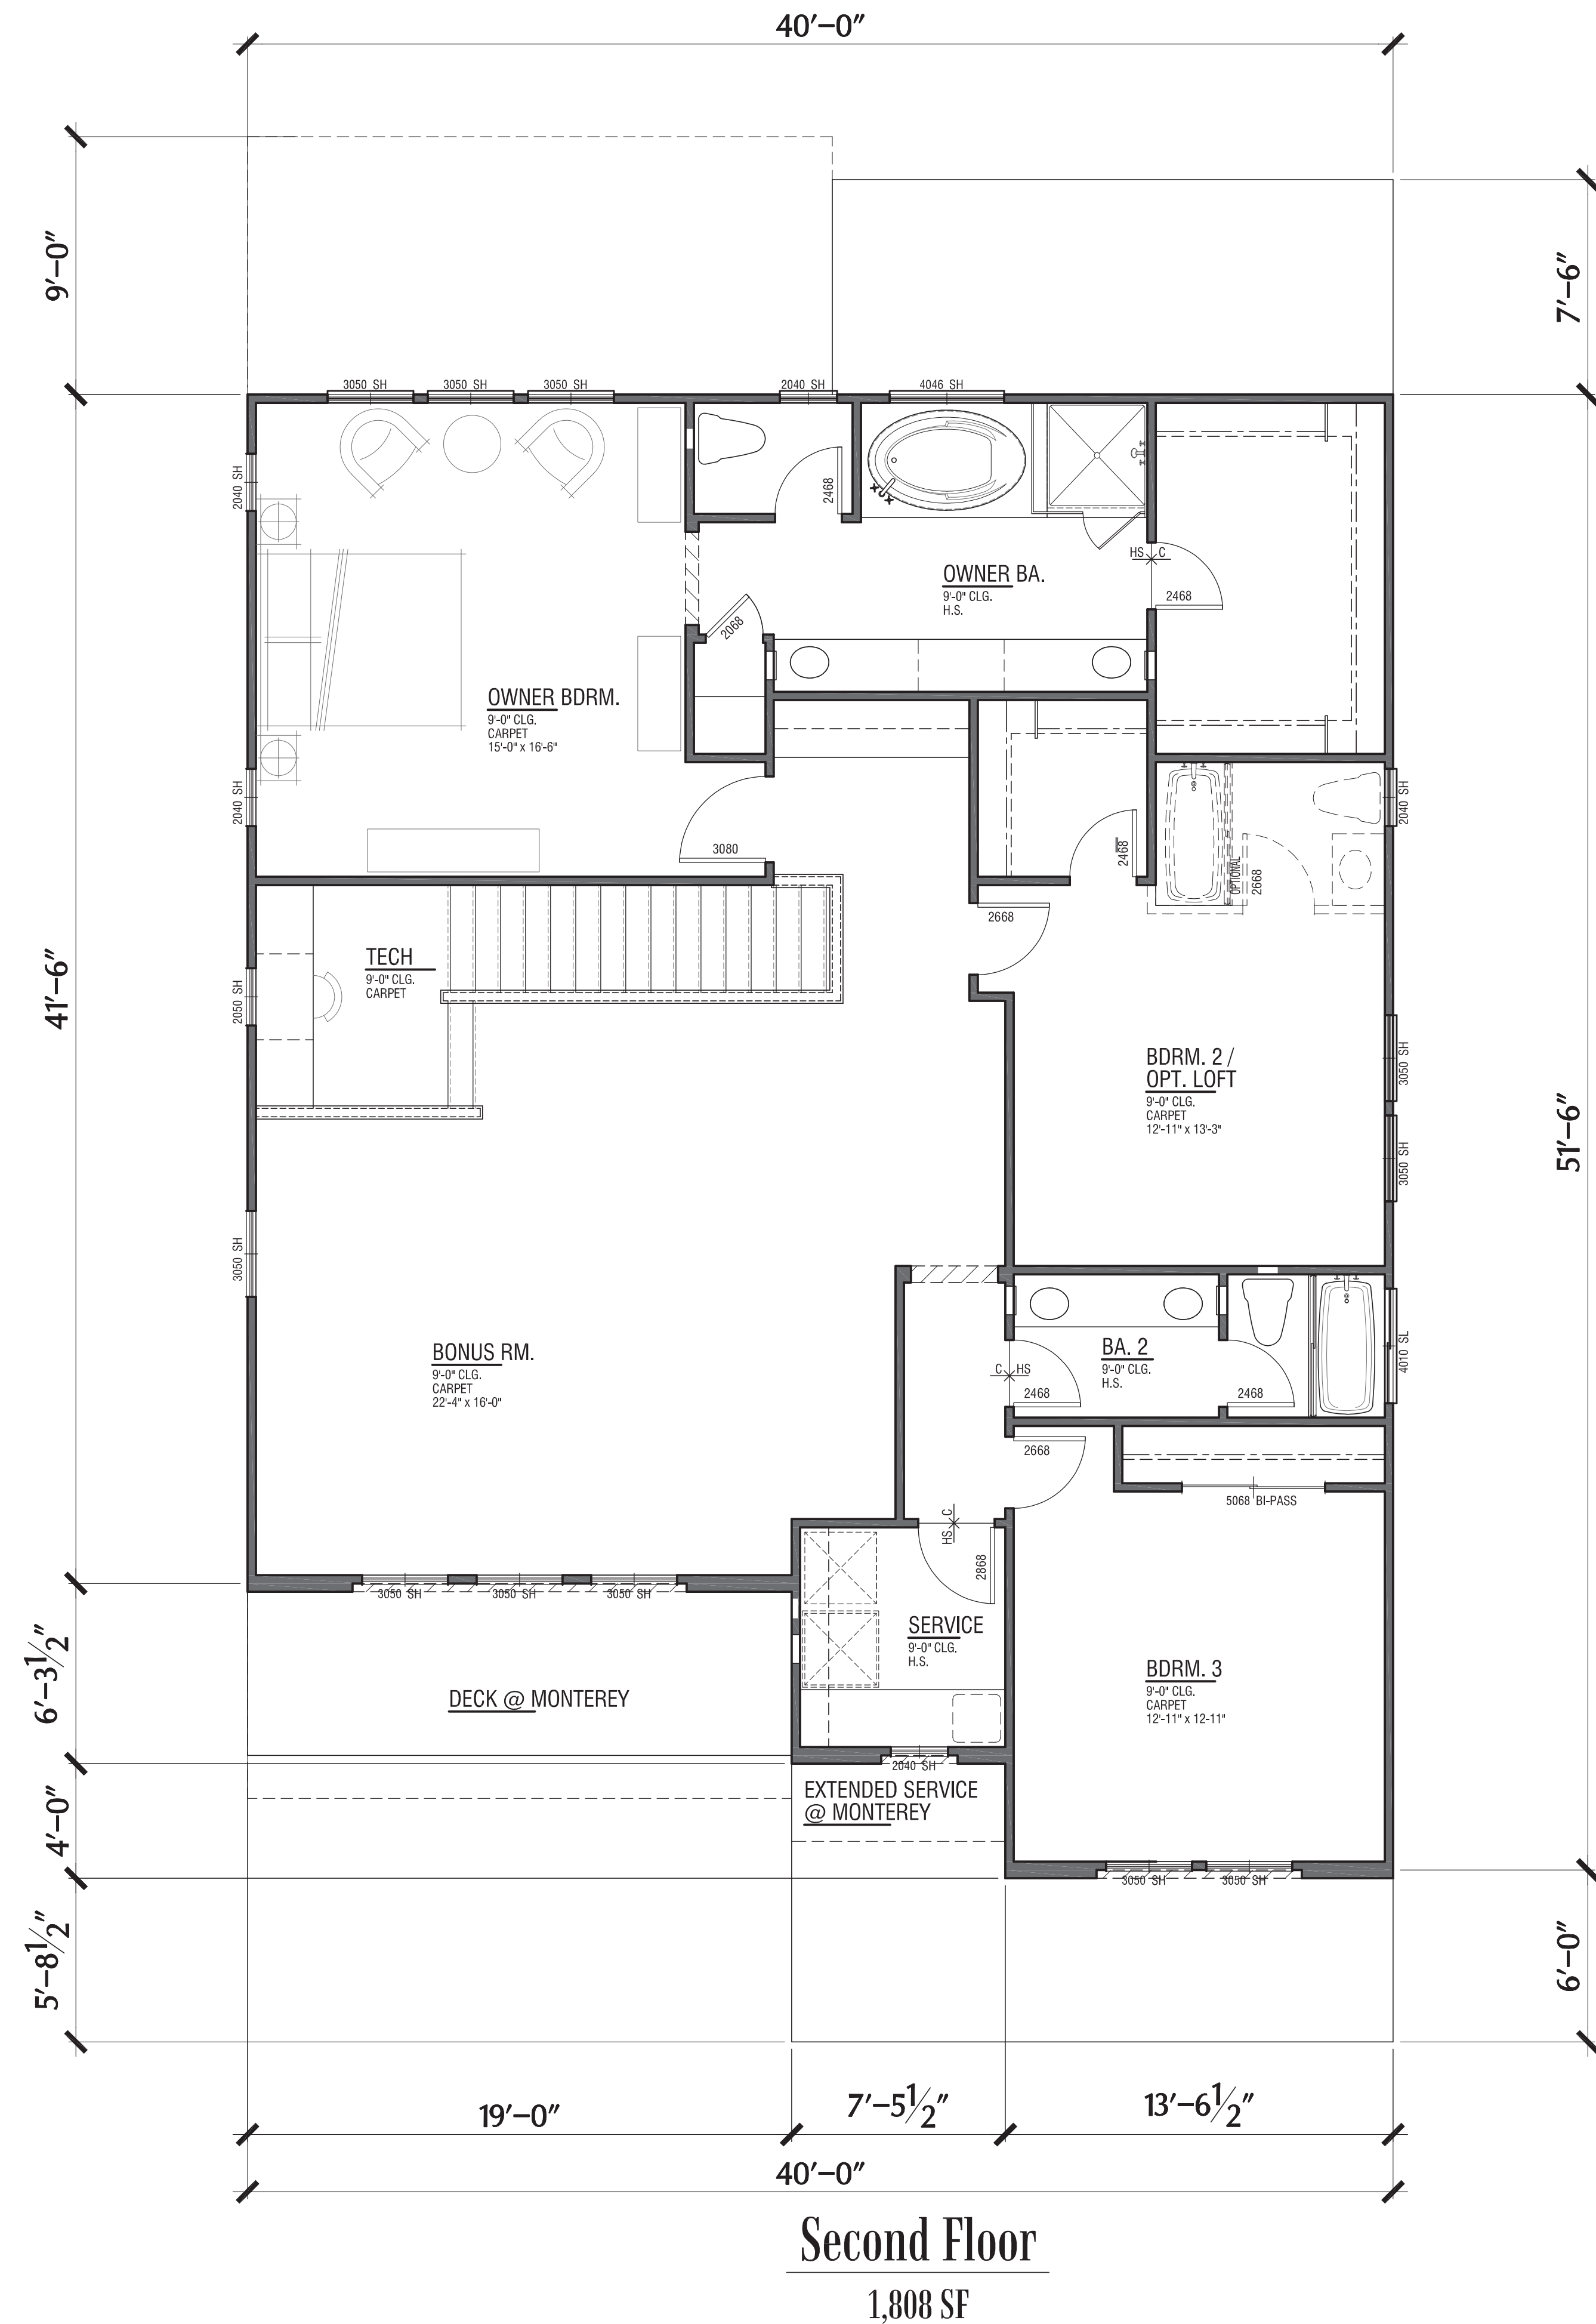 40'-0"
9'-0"
7'-6"
3050 SH
3050 SH
3050 SH
2040 SH
4046 SH
2040 SH
2468
HS C
2468
OWNER BA.
9'-0" CLG.
H.S.
2068
OWNER BDRM.
9'-0" CLG.
CARPET
15'-0" x 16'-6"
2040 SH
2040 SH
3080
2468
OPTIONAL
2668
2668
TECH
9'-0" CLG.
CARPET
2050 SH
41'-6"
BDRM. 2 /
OPT. LOFT
9'-0" CLG.
CARPET
12'-11" x 13'-3"
3050 SH
3050 SH
51'-6"
3050 SH
BONUS RM.
9'-0" CLG.
CARPET
22'-4" x 16'-0"
C HS
2468
BA. 2
9'-0" CLG.
H.S.
2468
4010 SL
2668
5068 BI-PASS
HS C
2868
3050 SH
3050 SH
3050 SH
SERVICE
9'-0" CLG.
H.S.
6'-3 1/2"
DECK @ MONTEREY
BDRM. 3
9'-0" CLG.
CARPET
12'-11" x 12-11"
2040 SH
EXTENDED SERVICE
@ MONTEREY
4'-0"
3050 SH
3050 SH
5'-8 1/2"
6'-0"
19'-0"
7'-5 1/2"
13'-6 1/2"
40'-0"
Second Floor
1,808 SF